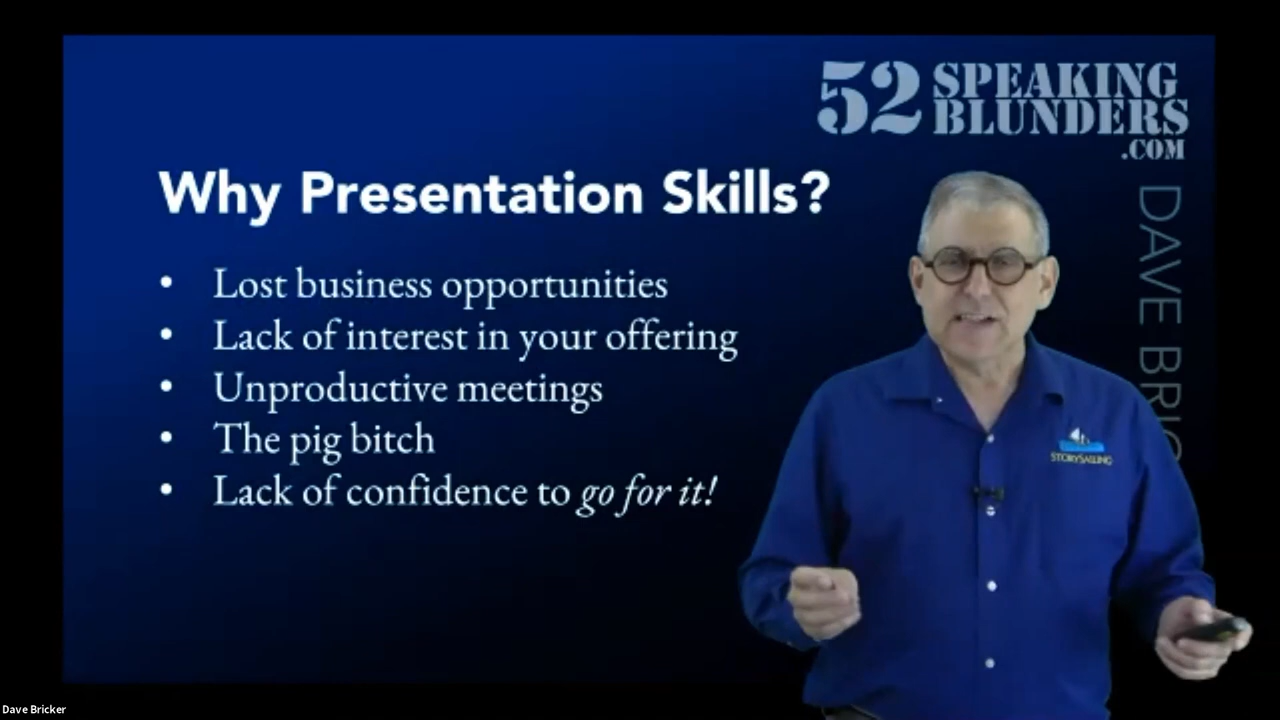 52 SPEAKING
BLUNDERS
.COM
DAVE BRIC
Why Presentation Skills?
• Lost business opportunities
• Lack of interest in your offering
• Unproductive meetings
• The pig bitch
• Lack of confidence to go for it!
STORYSAILING
Dave Bricker